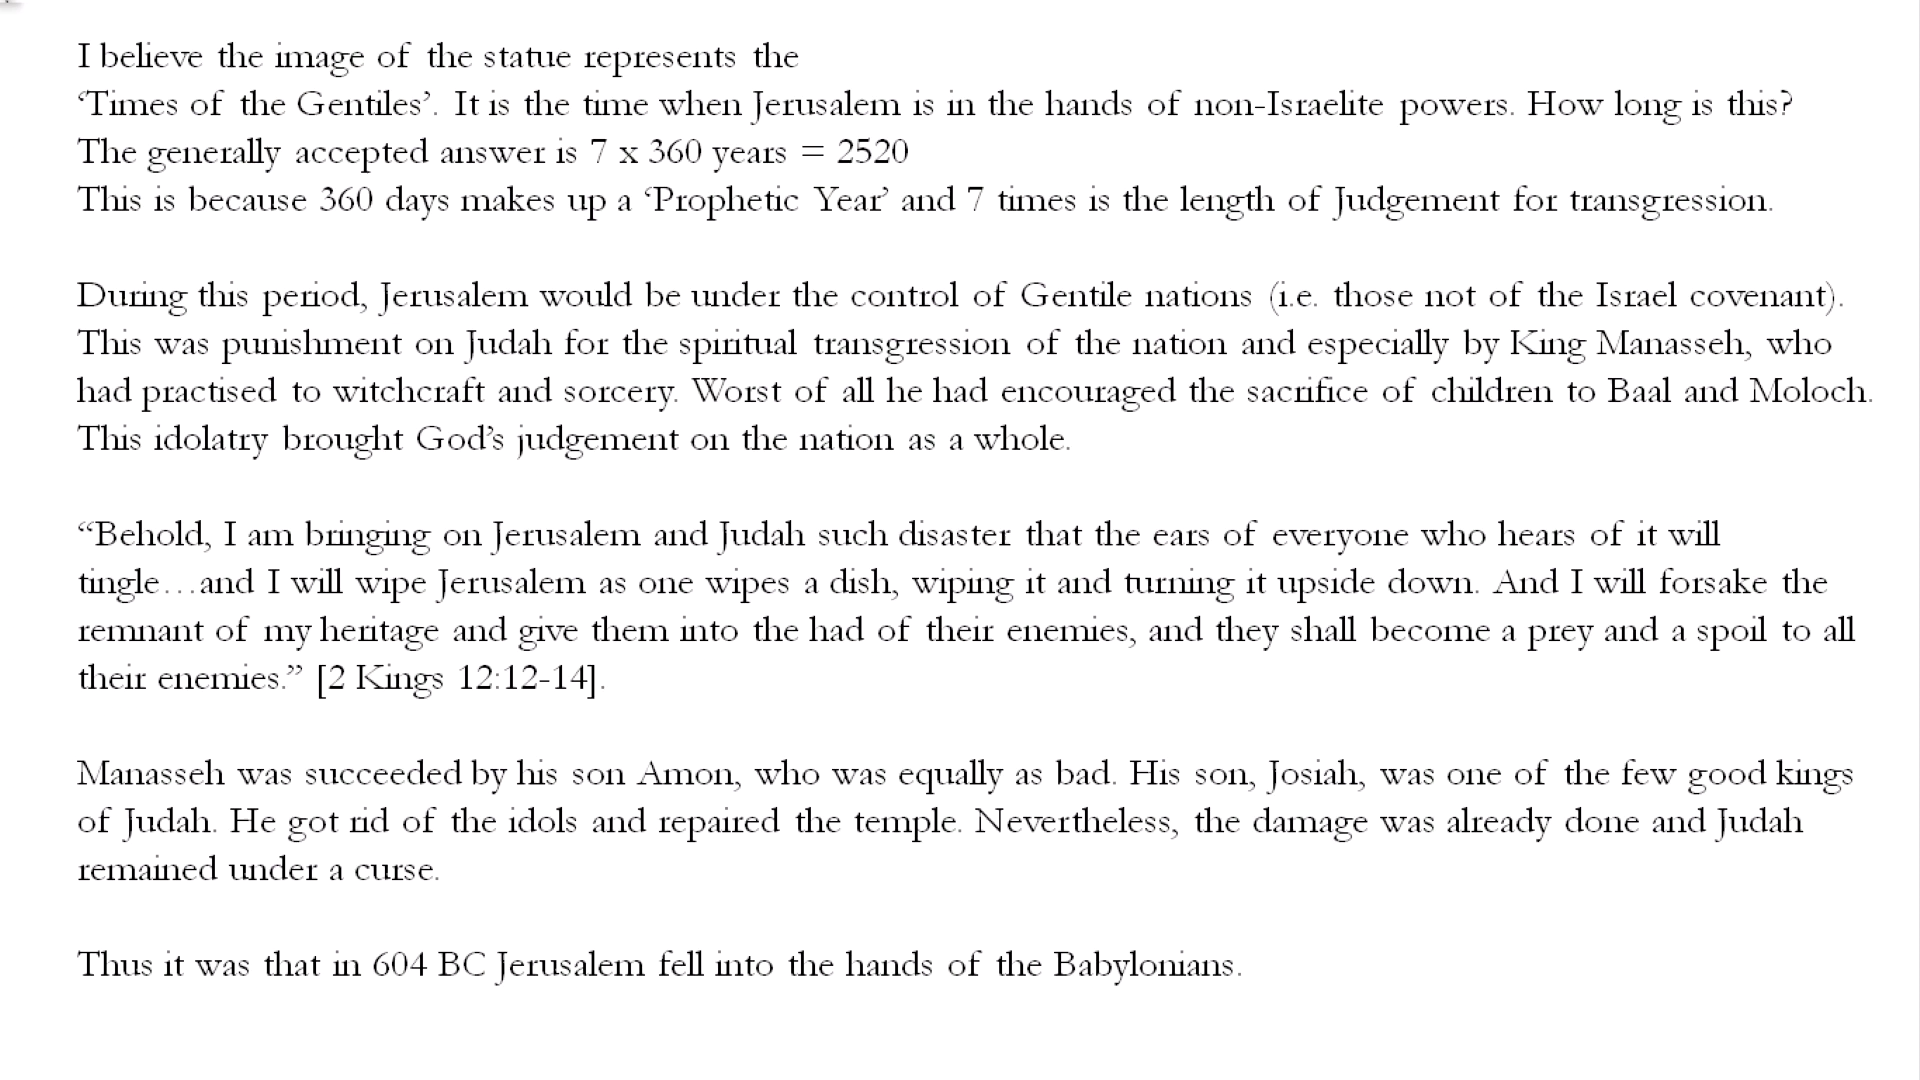 I believe the image of the statue represents the
‘Times of the Gentiles’. It is the time when Jerusalem is in the hands of non-Israelite powers. How long is this?
The generally accepted answer is 7 x 360 years = 2520
This is because 360 days makes up a ‘Prophetic Year’ and 7 times is the length of Judgement for transgression.
During this period, Jerusalem would be under the control of Gentile nations (i.e. those not of the Israel covenant).
This was punishment on Judah for the spiritual transgression of the nation and especially by King Manasseh, who
had practised to witchcraft and sorcery. Worst of all he had encouraged the sacrifice of children to Baal and Moloch.
This idolatry brought God’s judgement on the nation as a whole.
“Behold, I am bringing on Jerusalem and Judah such disaster that the ears of everyone who hears of it will
tingle…and I will wipe Jerusalem as one wipes a dish, wiping it and turning it upside down. And I will forsake the
remnant of my heritage and give them into the had of their enemies, and they shall become a prey and a spoil to all
their enemies.” [2 Kings 12:12-14].
Manasseh was succeeded by his son Amon, who was equally as bad. His son, Josiah, was one of the few good kings
of Judah. He got rid of the idols and repaired the temple. Nevertheless, the damage was already done and Judah
remained under a curse.
Thus it was that in 604 BC Jerusalem fell into the hands of the Babylonians.